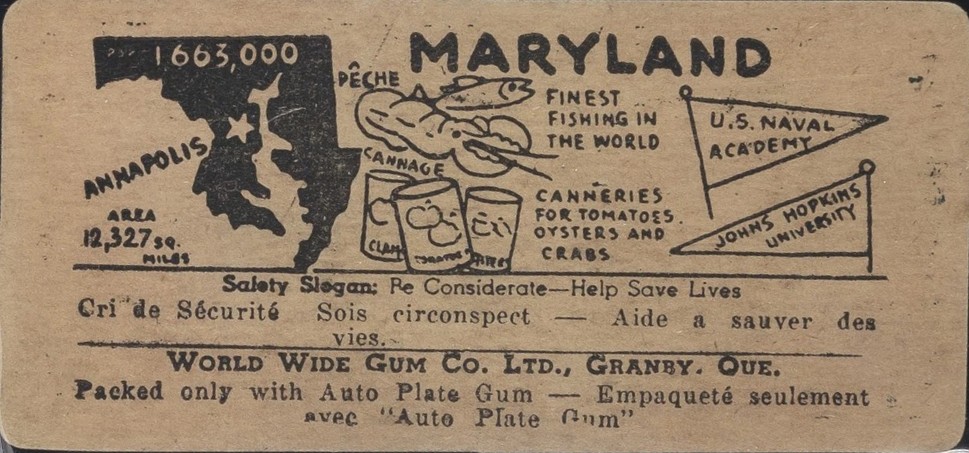 1663,000
MARYLAND
PÊCHE
FINEST
FISHING IN
THE WORLD
U.S. NAVAL
ACADEMY
ANNAPOLIS
CANNAGE
AREA
12,327 SQ.
MILES
CLAM
TOMATOES
CANNERIES
FOR TOMATOES.
OYSTERS AND
CRABS
JOHNS HOPKINS
UNIVERSITY
Safety Slogan: Be Considerate—Help Save Lives
Cri de Sécurité Sois circonspect — Aide a sauver des
vies.
WORLD WIDE GUM CO. LTD., GRANBY. QUE.
Packed only with Auto Plate Gum — Empaqueté seulement
avec "Auto Plate Gum"